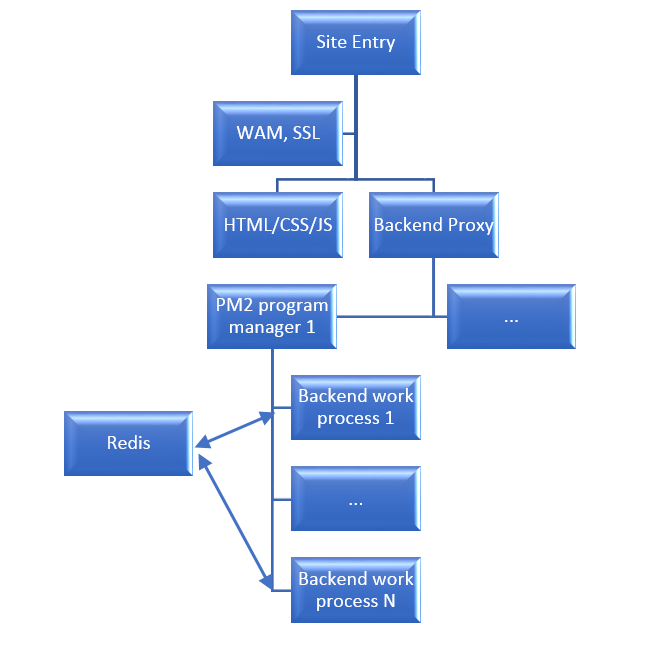 Site Entry
WAM, SSL
HTML/CSS/JS
Backend Proxy
PM2 program
manager 1
...
Backend work
process 1
Redis
...
Backend work
process N